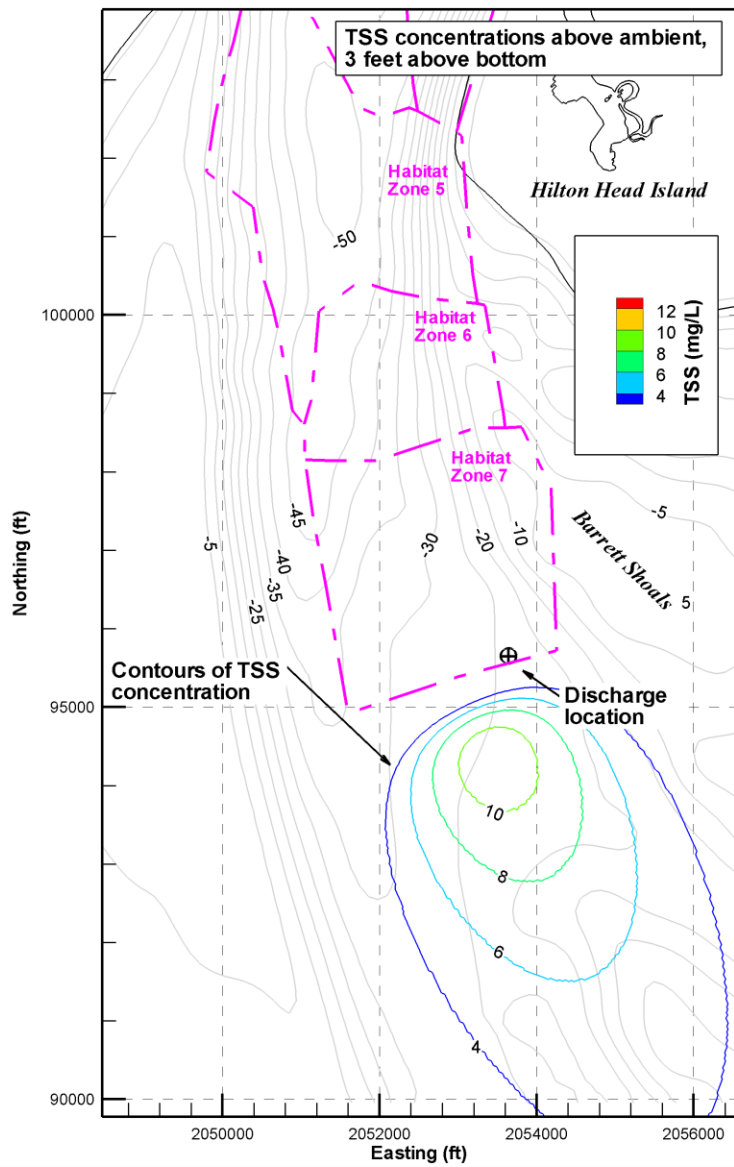 TSS concentrations above ambient,
3 feet above bottom
Habitat
Zone 5
Hilton Head Island
-50
100000
Habitat
Zone 6
12
10
8
6
4
TSS (mg/L)
Habitat
Zone 7
-45
-10
-5
-5
-20
-30
-40
-35
-25
Barrett Shoals
5
Northing (ft)
Contours of TSS
concentration
Discharge
location
95000
10
8
6
4
90000
2050000
2052000
2054000
2056000
Easting (ft)